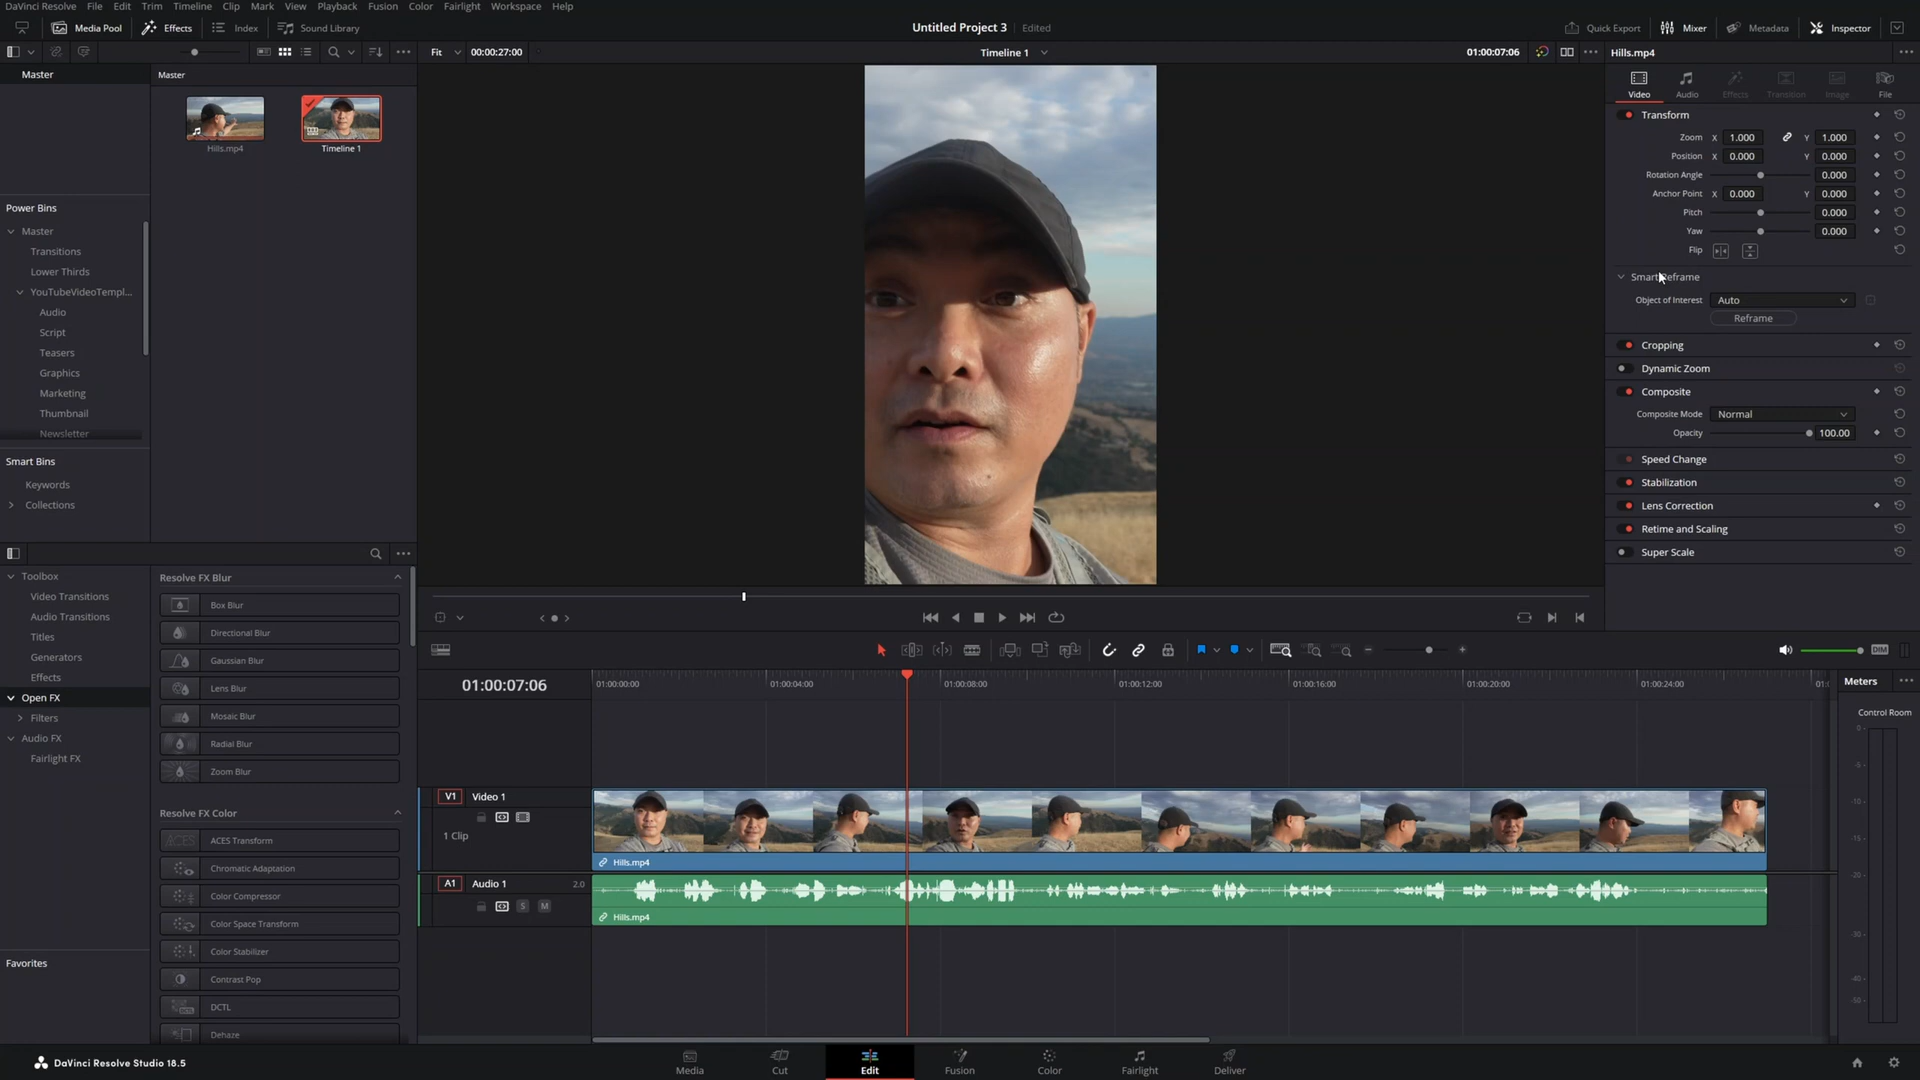 DaVinci Resolve File Edit Trim Timeline Clip Mark View Playback Fusion Color Fairlight Workspace Help
Media Pool Effects Index Sound Library Untitled Project 3 Edited Quick Export Mixer Metadata Inspector
Fit 00:00:27:00 Timeline 1 01:00:07:06 Hills.mp4
Master Master
Hills.mp4 Timeline 1
Power Bins
Master
Transitions
Lower Thirds
YouTubeVideoTempl...
Audio
Script
Teasers
Graphics
Marketing
Thumbnail
Newsletter
Smart Bins
Keywords
Collections
Video Audio Effects Transition Image File
Transform
Zoom X 1.000 Y 1.000
Position X 0.000 Y 0.000
Rotation Angle 0.000
Anchor Point X 0.000 Y 0.000
Pitch 0.000
Yaw 0.000
Flip
Smart Reframe
Object of Interest Auto
Reframe
Cropping
Dynamic Zoom
Composite
Composite Mode Normal
Opacity 100.00
Speed Change
Stabilization
Lens Correction
Retime and Scaling
Super Scale
Toolbox
Video Transitions
Audio Transitions
Titles
Generators
Effects
Open FX
Filters
Audio FX
Fairlight FX
Favorites
Resolve FX Blur
Box Blur
Directional Blur
Gaussian Blur
Lens Blur
Mosaic Blur
Radial Blur
Zoom Blur
Resolve FX Color
ACES ACES Transform
Chromatic Adaptation
Color Compressor
Color Space Transform
Color Stabilizer
Contrast Pop
DCTL
Dehaze
DIM
01:00:07:06 01:00:00:00 01:00:04:00 01:00:08:00 01:00:12:00 01:00:16:00 01:00:20:00 01:00:24:00
V1 Video 1
1 Clip
Hills.mp4
A1 Audio 1 2.0
S M
Hills.mp4
Meters
Control Room
0
-5
-10
-15
-20
-30
-40
-50
DaVinci Resolve Studio 18.5 Media Cut Edit Fusion Color Fairlight Deliver